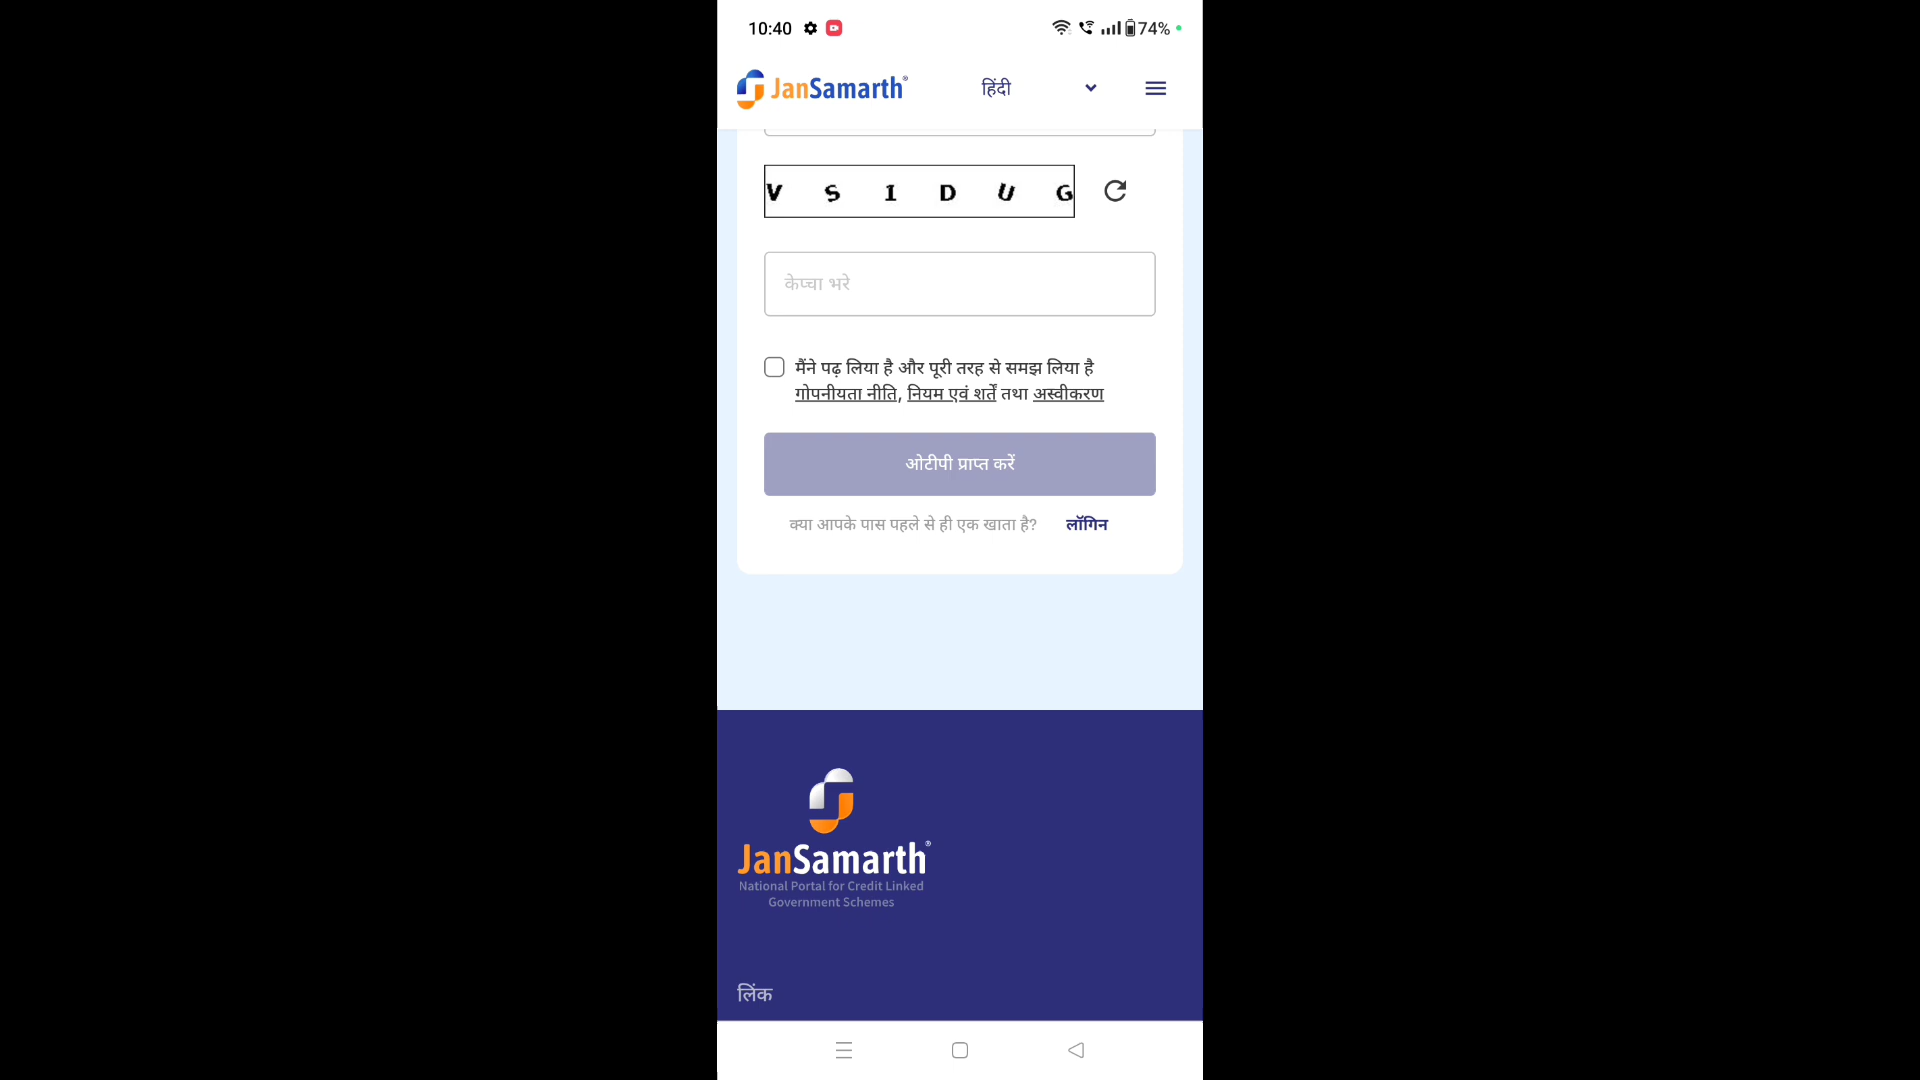 10:40 74%
JanSamarth® हिंदी
V S I D U G
केप्चा भरे
मैंने पढ़ लिया है और पूरी तरह से समझ लिया है
गोपनीयता नीति, नियम एवं शर्तें तथा अस्वीकरण
ओटीपी प्राप्त करें
क्या आपके पास पहले से ही एक खाता है? लॉगिन
JanSamarth®
National Portal for Credit Linked
Government Schemes
लिंक